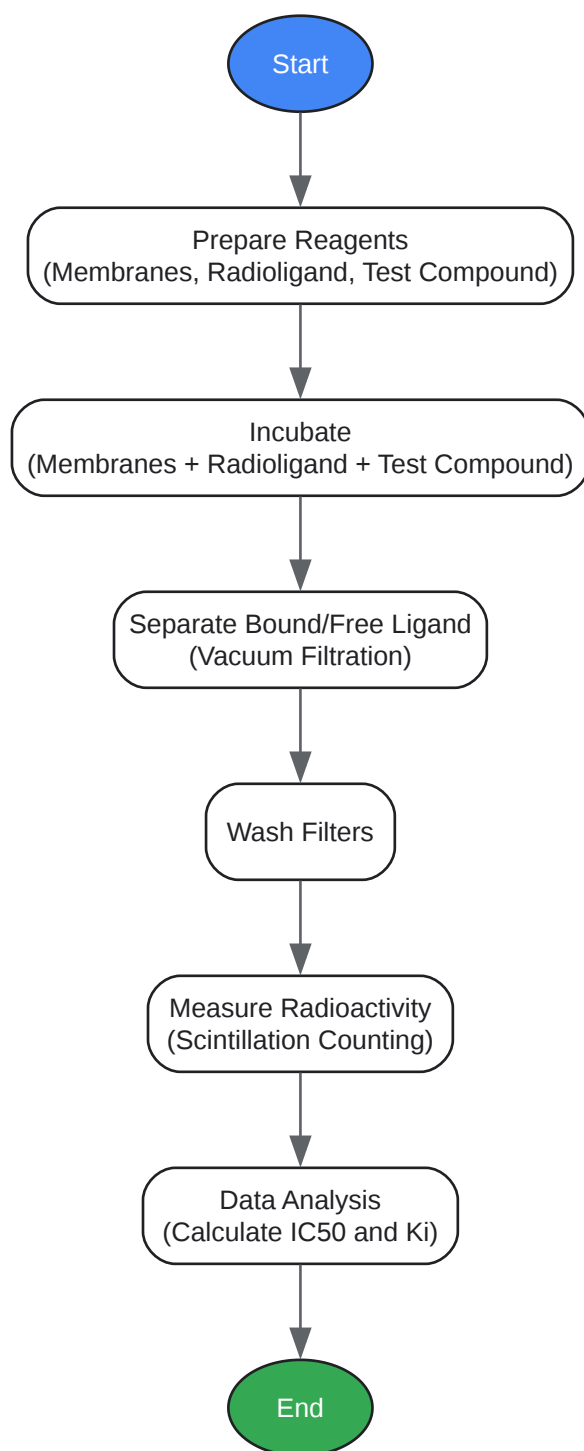 Start
Prepare Reagents
(Membranes, Radioligand, Test Compound)
Incubate
(Membranes + Radioligand + Test Compound)
Separate Bound/Free Ligand
(Vacuum Filtration)
Wash Filters
Measure Radioactivity
(Scintillation Counting)
Data Analysis
(Calculate IC50 and Ki)
End